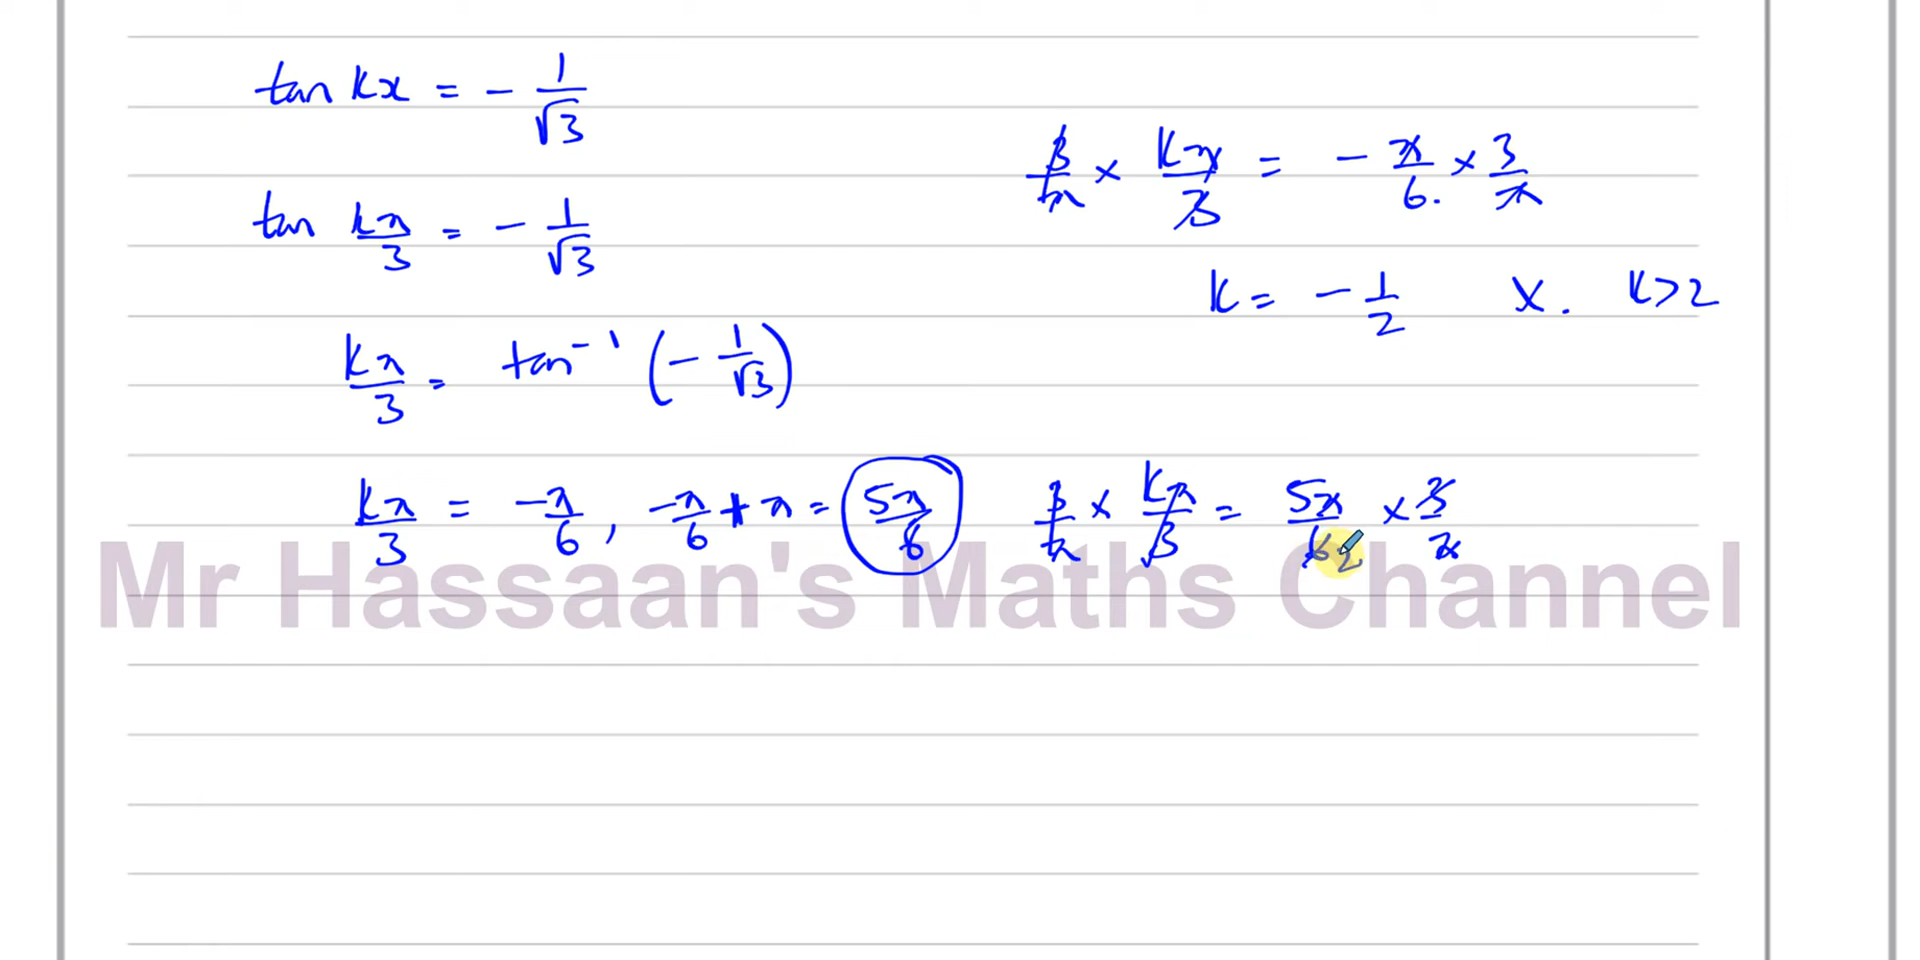 tan kx = - 1/√3
tan kπ/3 = - 1/√3
kπ/3 = tan⁻¹ (- 1/√3)
kπ/3 = -π/6, -π/6 + π = 5π/6
3/π × kπ/3 = - π/6 × 3/π
k = - 1/2 X. k>2
3/π × kπ/3 = 5π/6 2 × 3/π
Mr Hassaan's Maths Channel